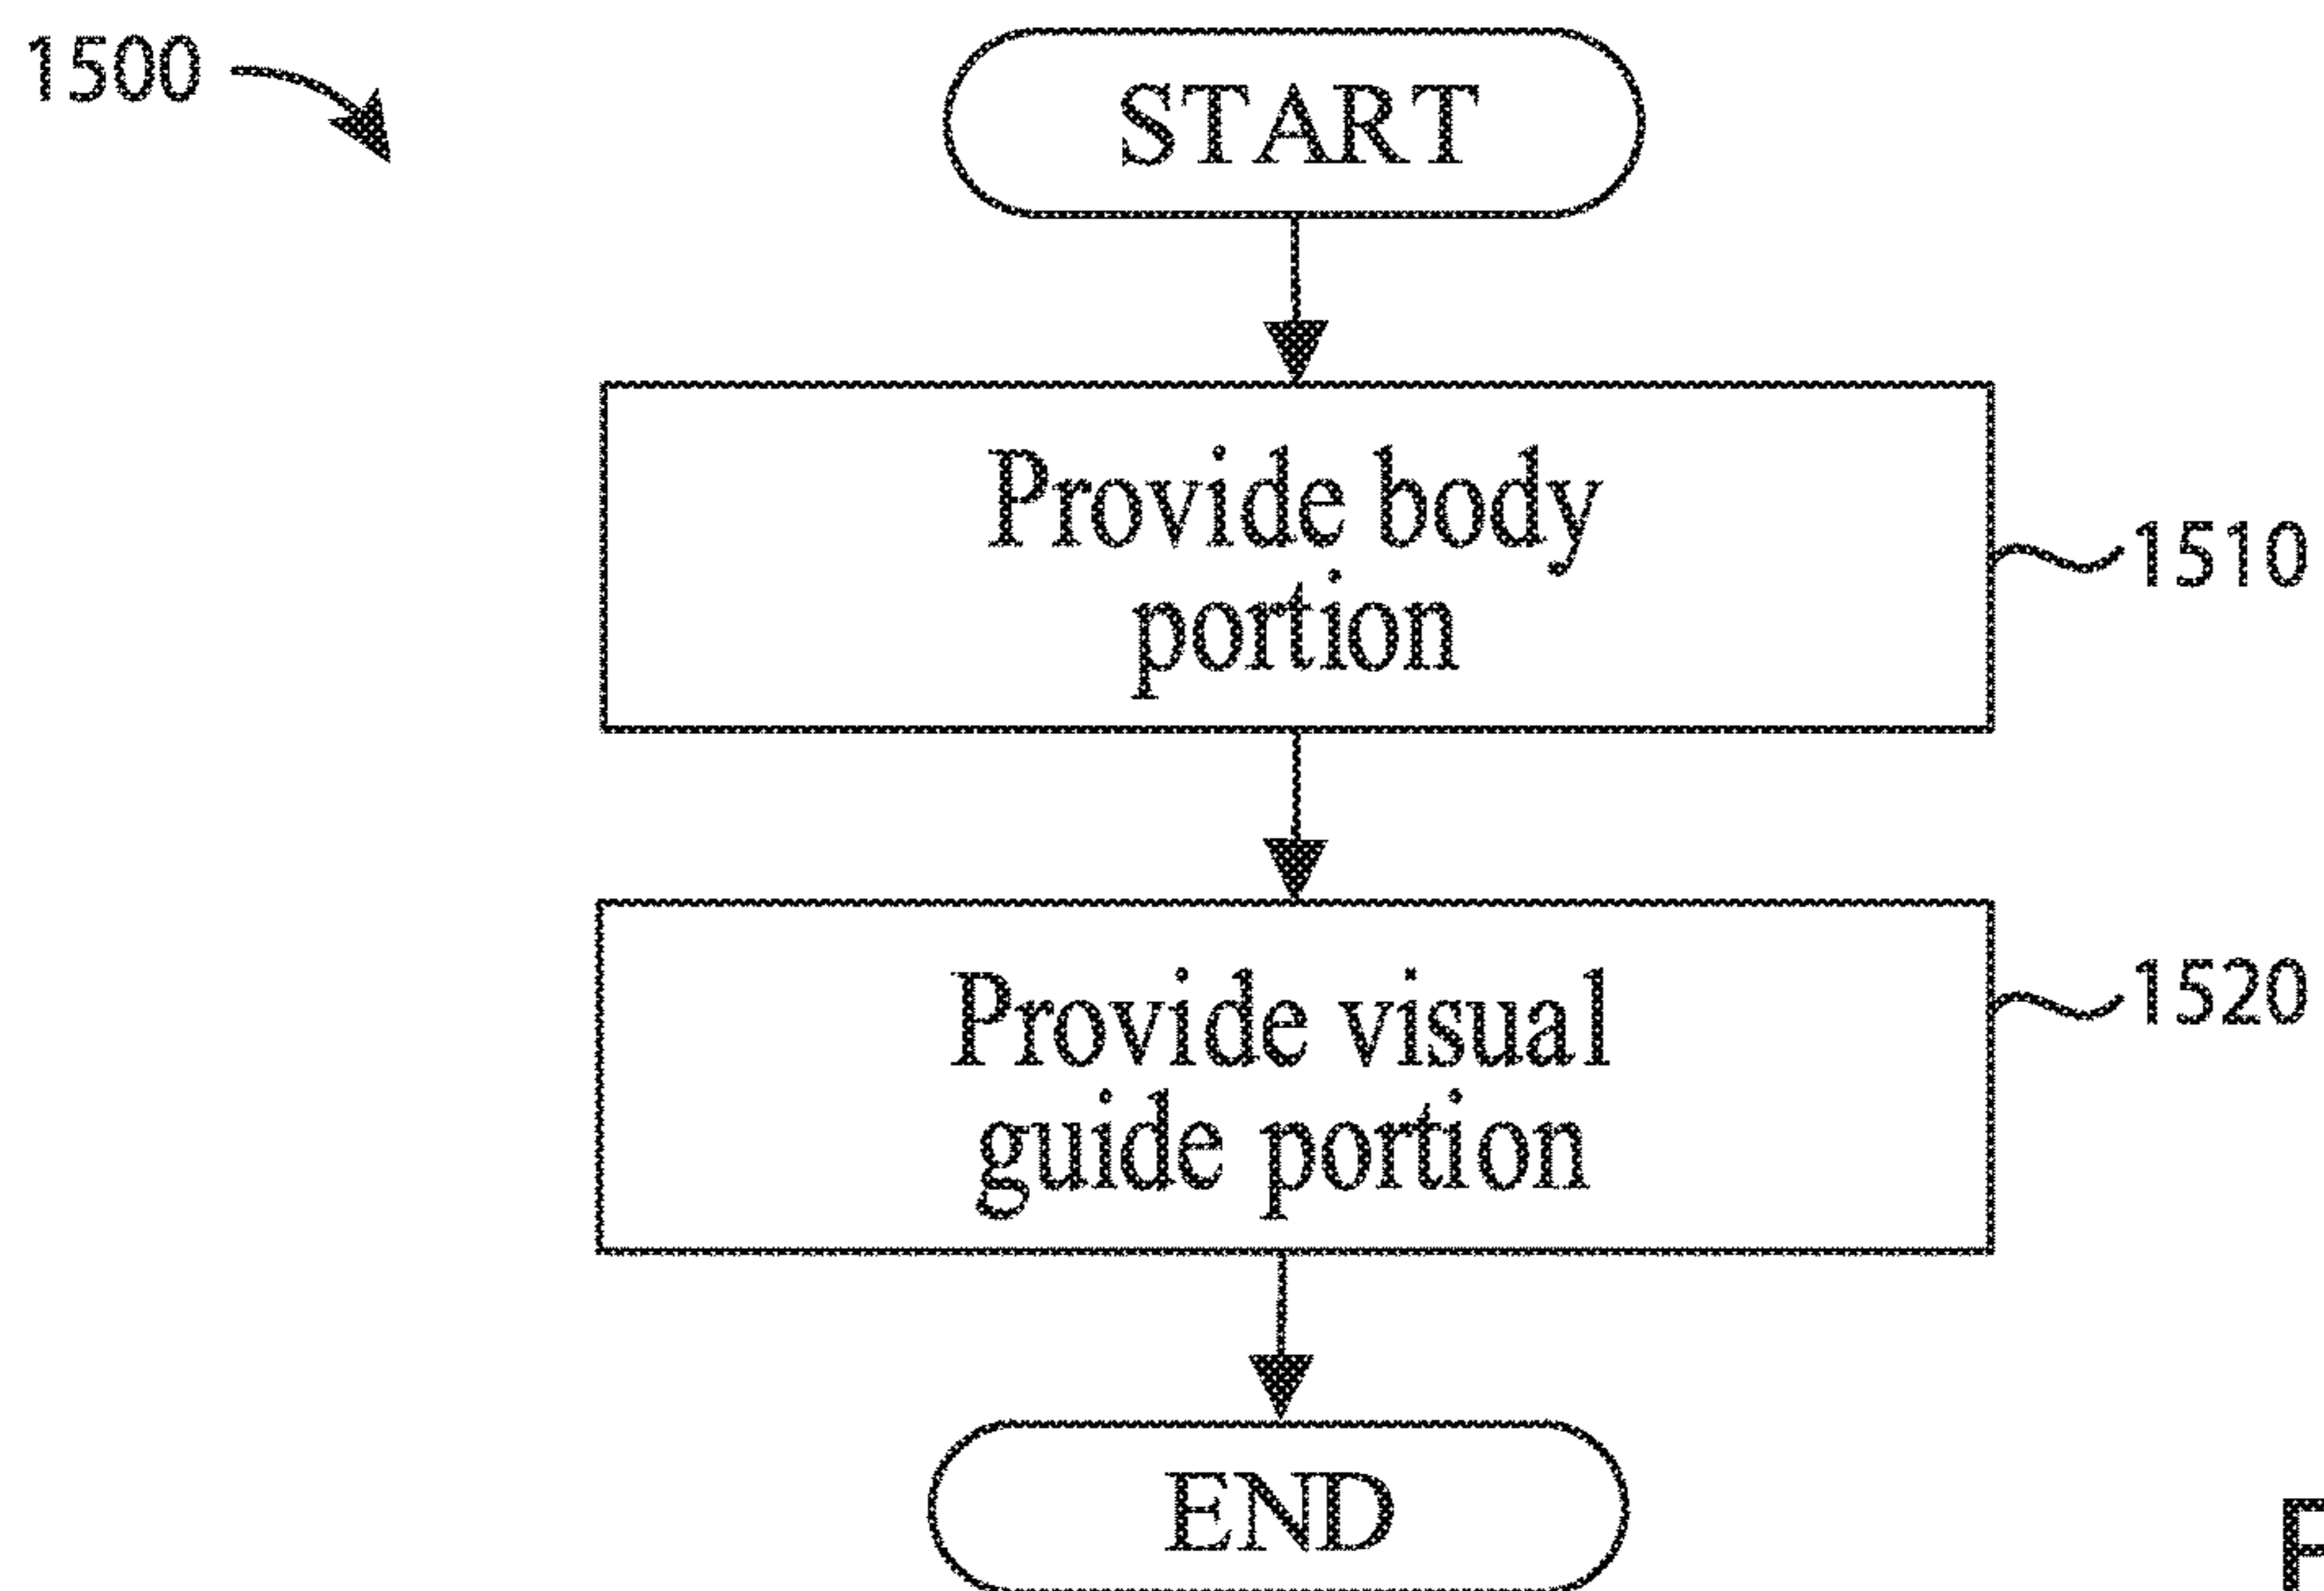 1500
START
Provide body
portion
1510
Provide visual
guide portion
1520
END